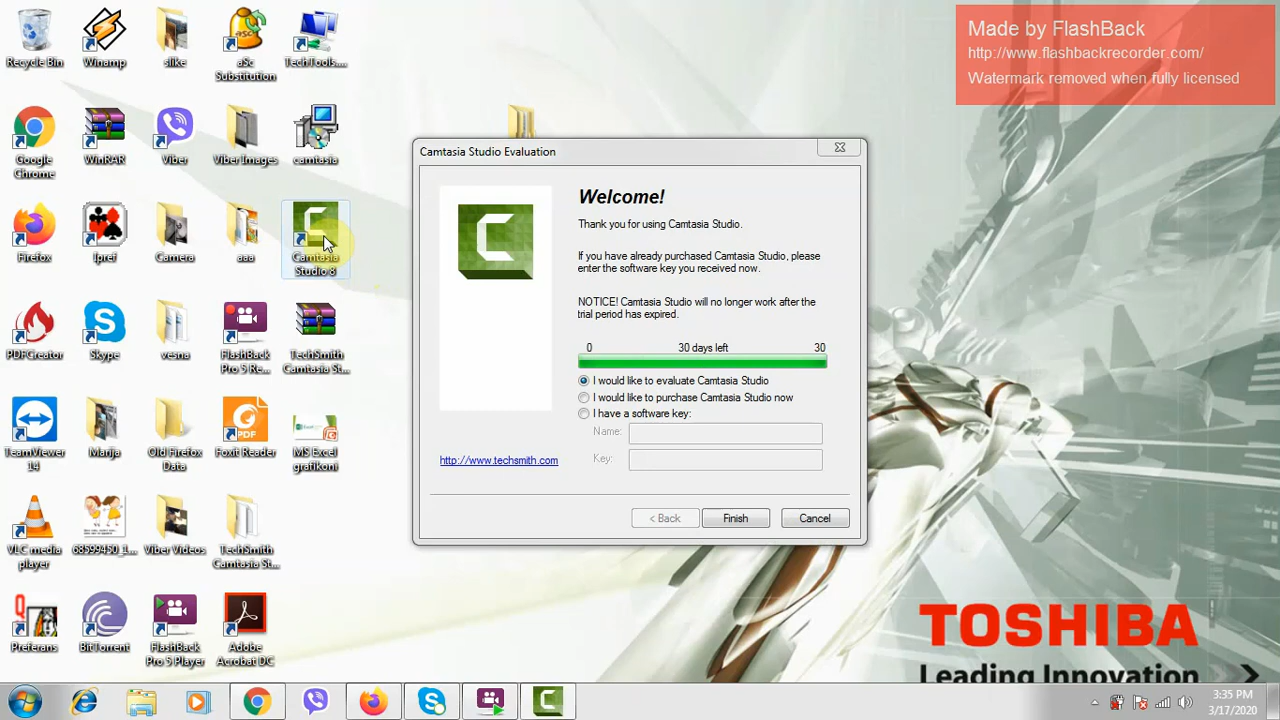 Made by FlashBack
http://www.flashbackrecorder.com/
Watermark removed when fully licensed
Recycle Bin
Winamp
slike
aSc
Substitution
TechTools....
Google
Chrome
WinRAR
Viber
Viber Images
camtasia
Firefox
lpref
Camera
aaa
Camtasia
Studio 8
PDFCreator
Skype
vesna
FlashBack
Pro 5 Re...
TechSmith
Camtasia St...
TeamViewer
14
Marija
Old Firefox
Data
Foxit Reader
MS Excel
grafikoni
VLC media
player
68599450_1...
Viber Videos
TechSmith
Camtasia St...
Preferans
BitTorrent
FlashBack
Pro 5 Player
Adobe
Acrobat DC
Camtasia Studio Evaluation
Welcome!
Thank you for using Camtasia Studio.
If you have already purchased Camtasia Studio, please
enter the software key you received now.
NOTICE! Camtasia Studio will no longer work after the
trial period has expired.
0 30 days left 30
I would like to evaluate Camtasia Studio
I would like to purchase Camtasia Studio now
I have a software key:
Name:
Key:
http://www.techsmith.com
< Back Finish Cancel
TOSHIBA
Leading Innovation
3:35 PM
3/17/2020